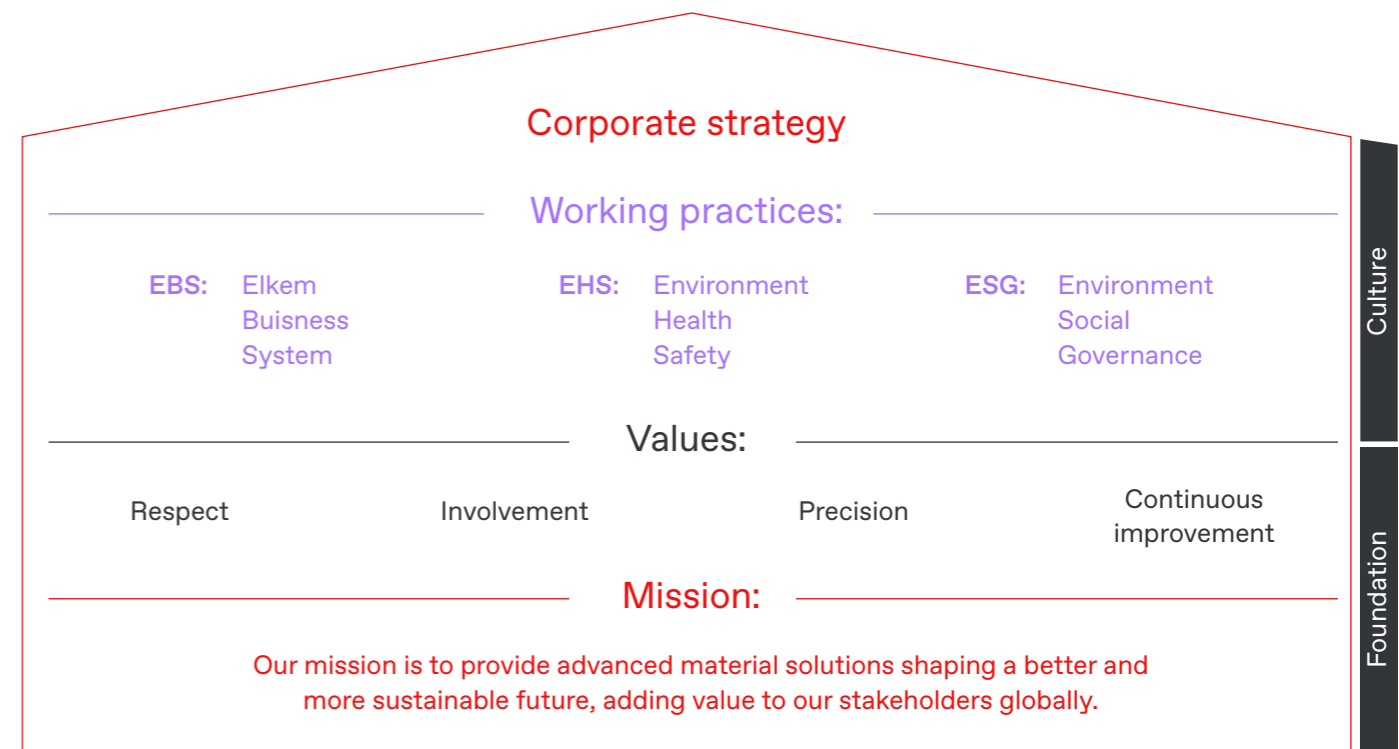 Corporate strategy
Working practices:
EBS: Elkem
Buisness
System
EHS: Environment
Health
Safety
ESG: Environment
Social
Governance
Culture
Values:
Respect
Involvement
Precision
Continuous
improvement
Mission:
Our mission is to provide advanced material solutions shaping a better and
more sustainable future, adding value to our stakeholders globally.
Foundation